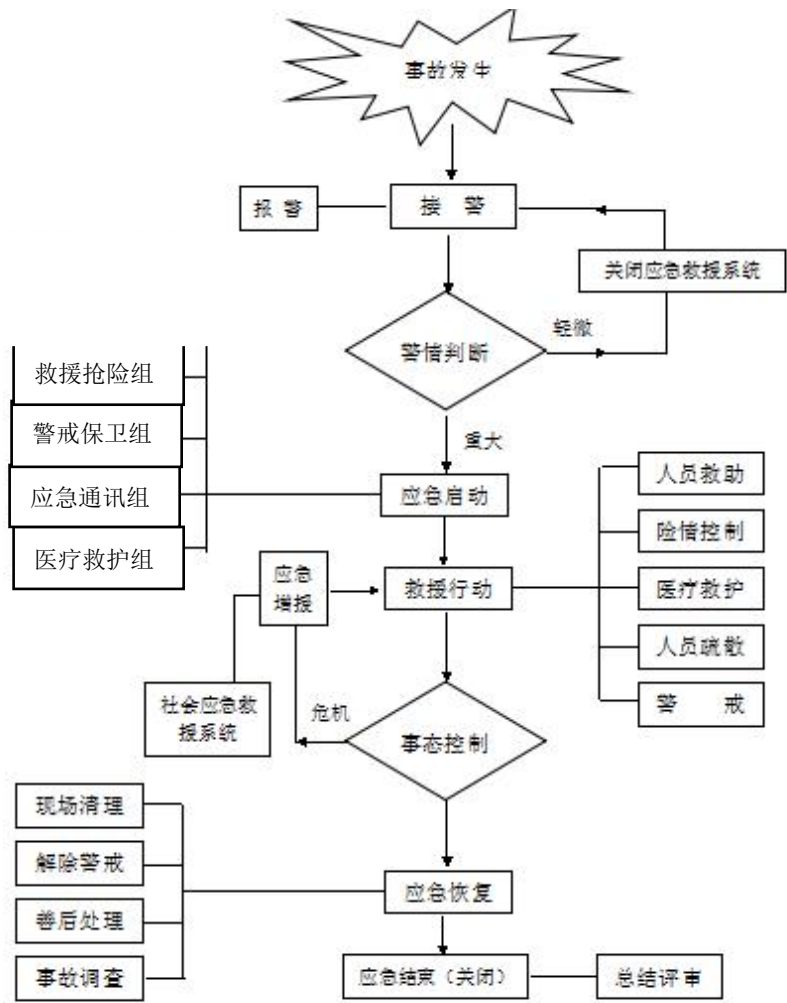 事故发生
报 警
接 警
关闭应急救援系统
轻微
警情判断
救援抢险组
警戒保卫组
重大
应急通讯组
应急启动
人员救助
险情控制
医疗救护组
应急
增援
救援行动
医疗救护
人员疏散
社会应急救
援系统
危机
事态控制
警 戒
现场清理
解除警戒
应急恢复
善后处理
事故调查
应急结束（关闭）
总结评审